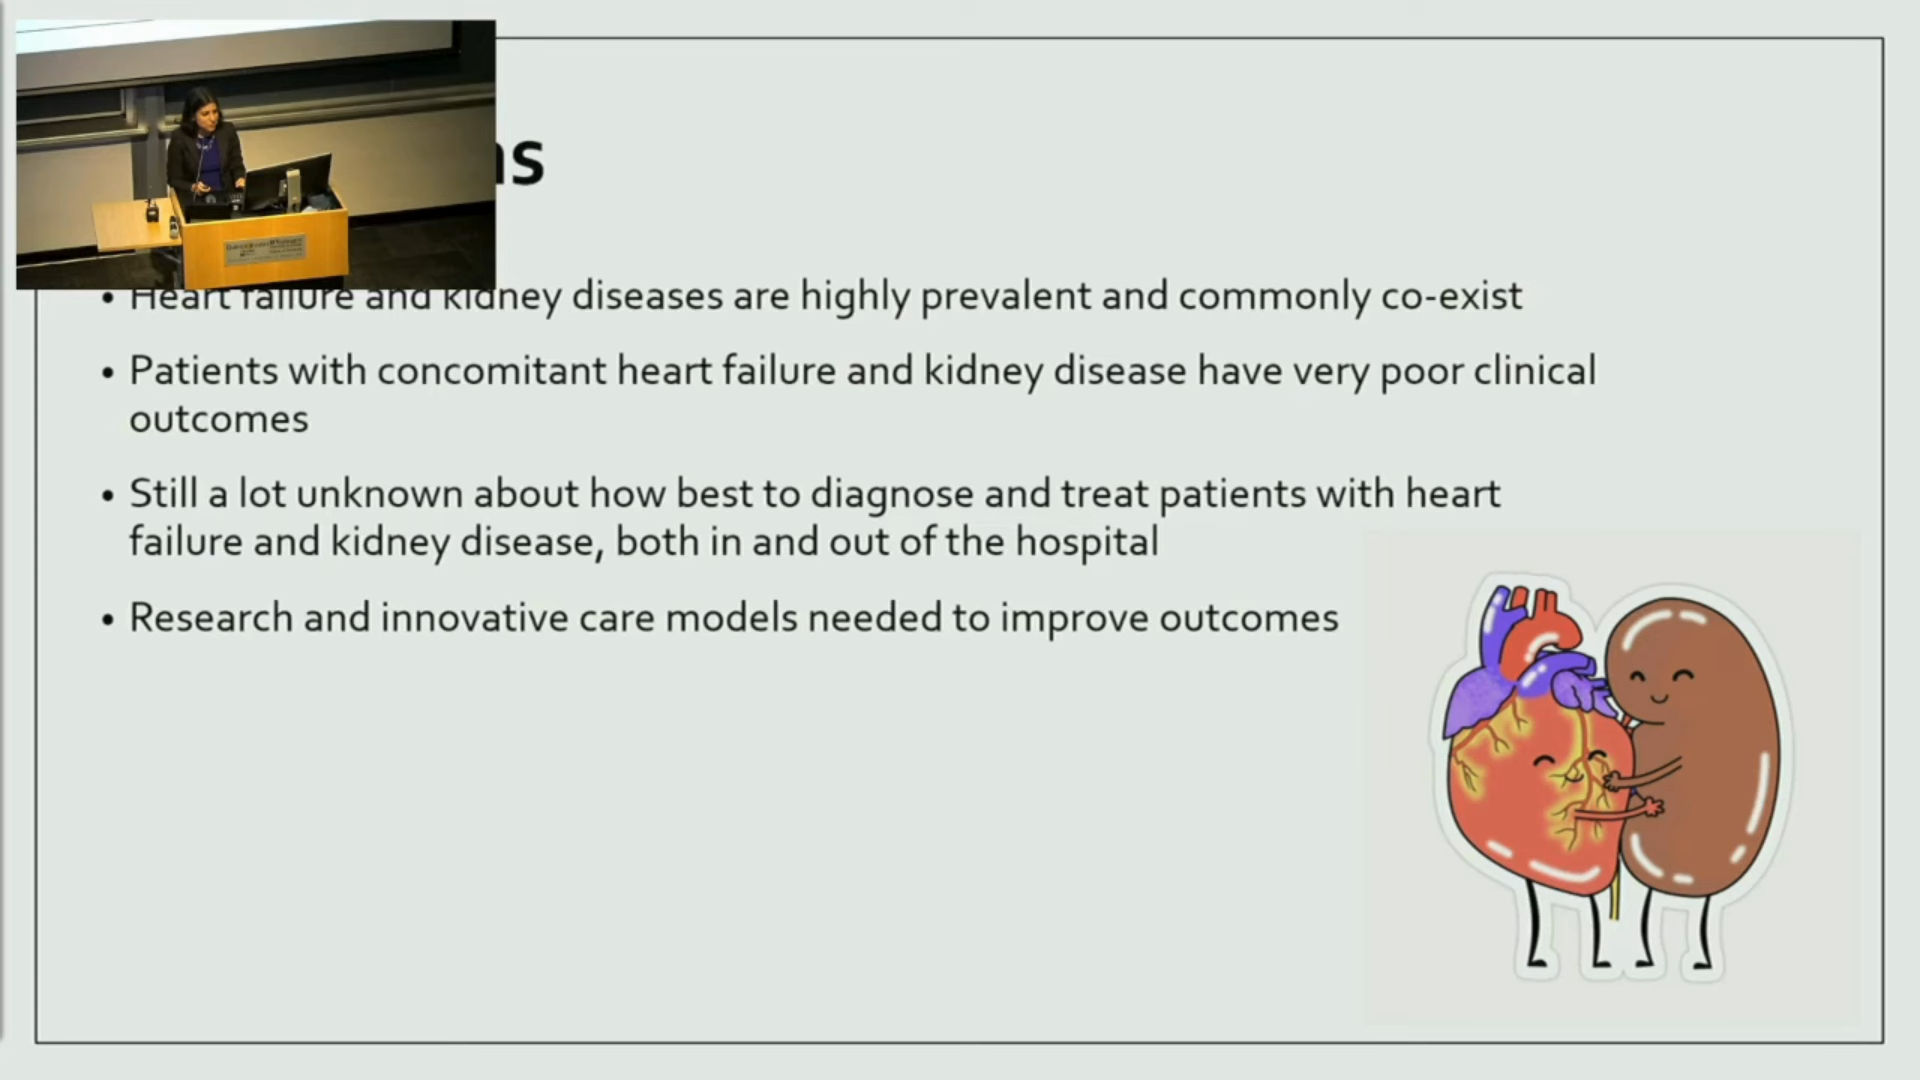 • Heart failure and kidney diseases are highly prevalent and commonly co-exist
• Patients with concomitant heart failure and kidney disease have very poor clinical
outcomes
• Still a lot unknown about how best to diagnose and treat patients with heart
failure and kidney disease, both in and out of the hospital
• Research and innovative care models needed to improve outcomes